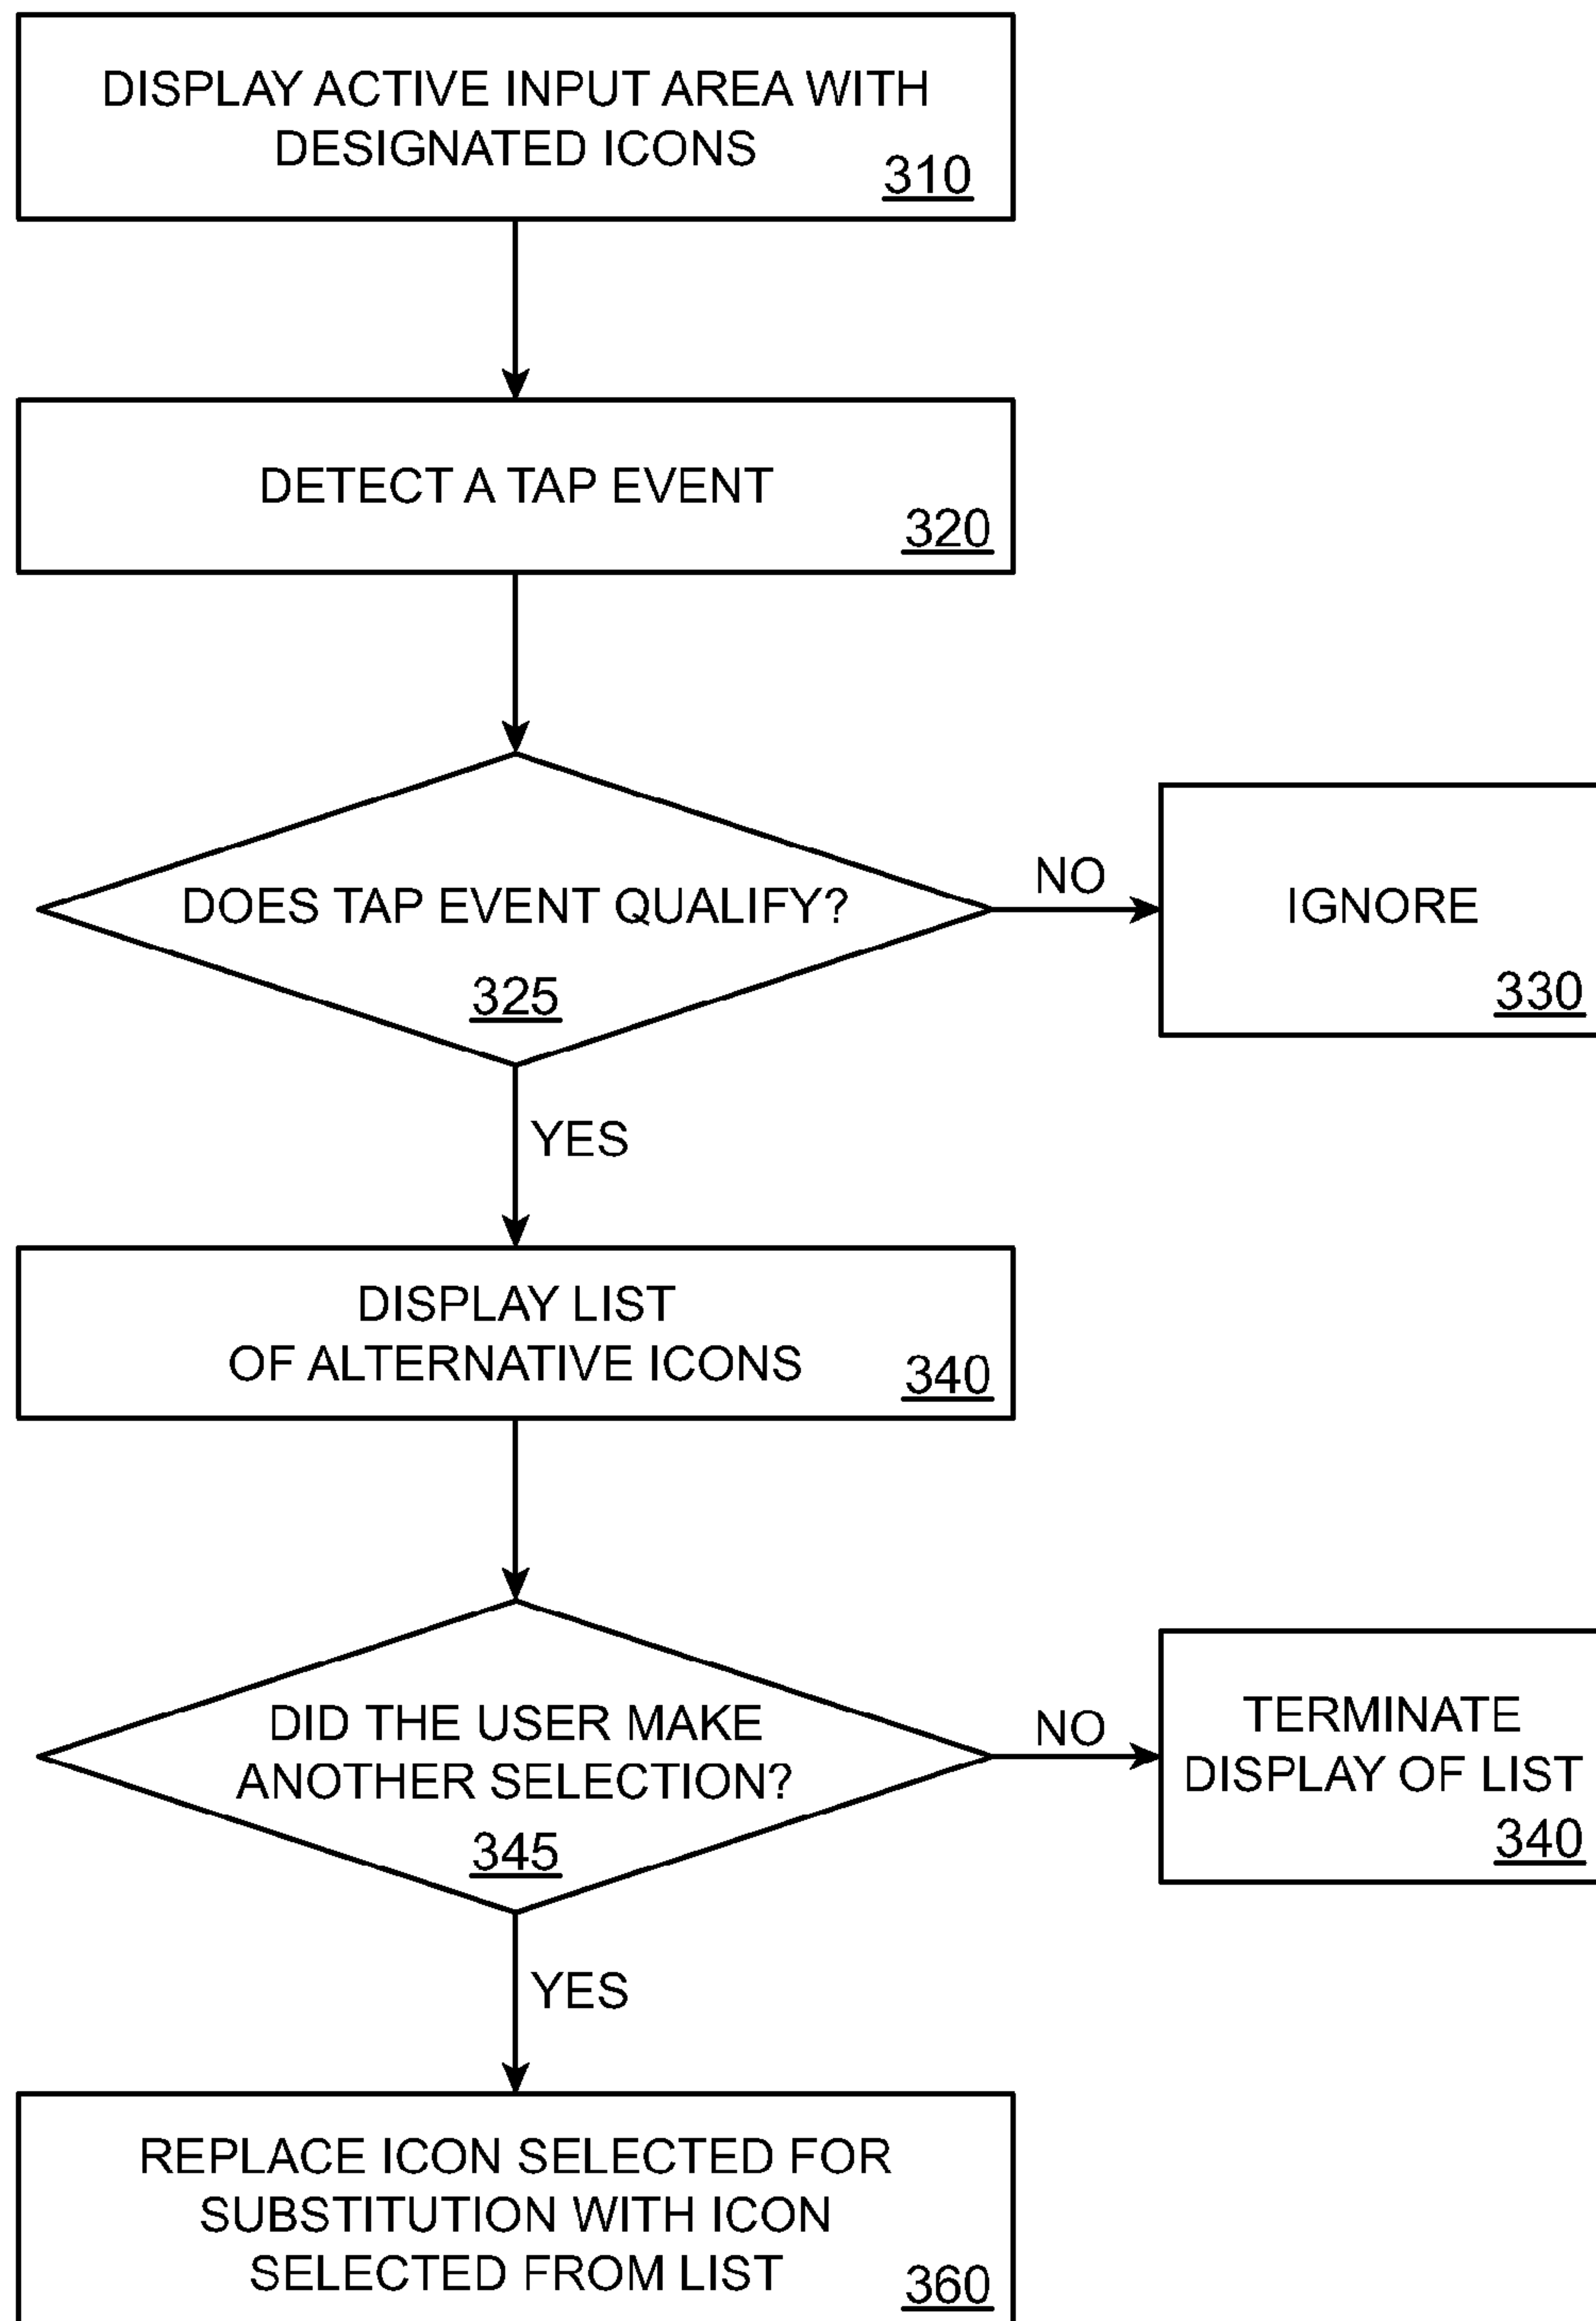 DISPLAY ACTIVE INPUT AREA WITH
DESIGNATED ICONS
310
DETECT A TAP EVENT
320
DOES TAP EVENT QUALIFY?
325
NO
IGNORE
330
YES
DISPLAY LIST
OF ALTERNATIVE ICONS
340
DID THE USER MAKE
ANOTHER SELECTION?
345
NO
TERMINATE
DISPLAY OF LIST
340
YES
REPLACE ICON SELECTED FOR
SUBSTITUTION WITH ICON
SELECTED FROM LIST
360